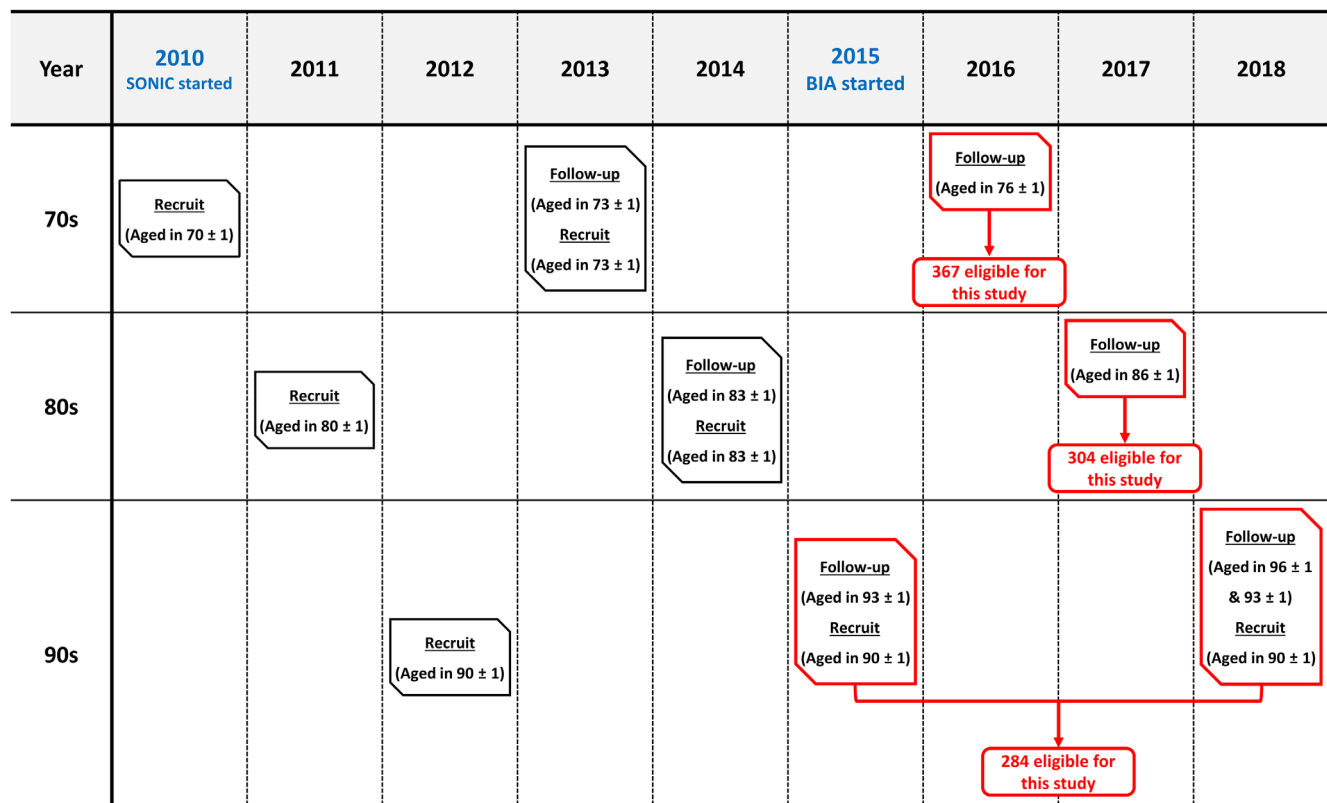 Year
2010
SONIC started
2011
2012
2013
2014
2015
BIA started
2016
2017
2018
70s
Recruit
(Aged in 70 ± 1)
Follow-up
(Aged in 73 ± 1)
Recruit
(Aged in 73 ± 1)
Follow-up
(Aged in 76 ± 1)
367 eligible for
this study
80s
Recruit
(Aged in 80 ± 1)
Follow-up
(Aged in 83 ± 1)
Recruit
(Aged in 83 ± 1)
Follow-up
(Aged in 86 ± 1)
304 eligible for
this study
90s
Recruit
(Aged in 90 ± 1)
Follow-up
(Aged in 93 ± 1)
Recruit
(Aged in 90 ± 1)
Follow-up
(Aged in 96 ± 1
& 93 ± 1)
Recruit
(Aged in 90 ± 1)
284 eligible for
this study